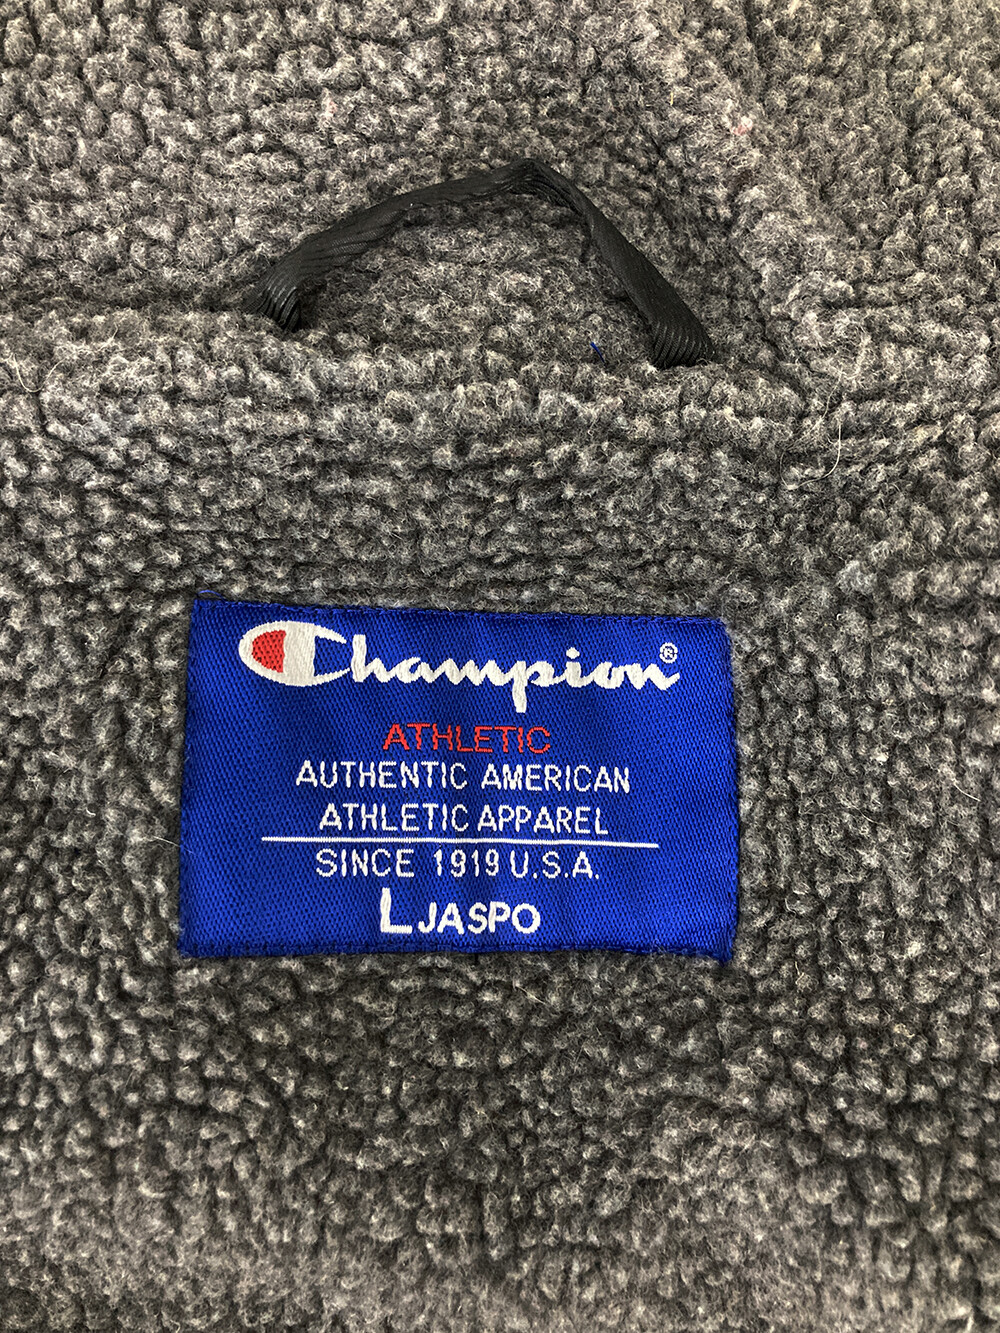 Champion®
ATHLETIC
AUTHENTIC AMERICAN
ATHLETIC APPAREL
SINCE 1919 U.S.A.
L JASPO